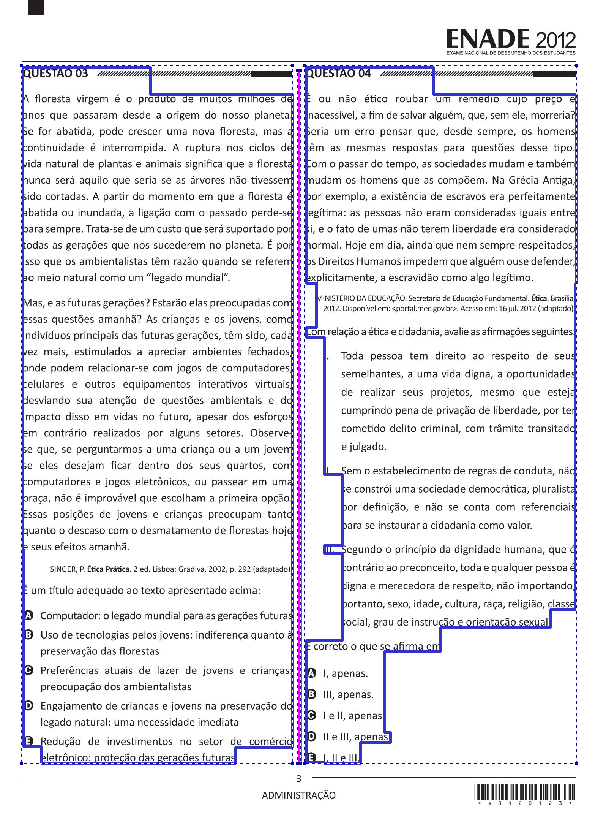 ENADE 2012
EXAME NACIONAL DE DESEMPENHO DOS ESTUDANTES
QUESTÃO 03
A floresta virgem é o produto de muitos milhões de
anos que passaram desde a origem do nosso planeta.
Se for abatida, pode crescer uma nova floresta, mas a
continuidade é interrompida. A ruptura nos ciclos de
vida natural de plantas e animais significa que a floresta
nunca será aquilo que seria se as árvores não tivessem
sido cortadas. A partir do momento em que a floresta é
abatida ou inundada, a ligação com o passado perde-se
para sempre. Trata-se de um custo que será suportado por
todas as gerações que nos sucederem no planeta. É por
isso que os ambientalistas têm razão quando se referem
ao meio natural como um "legado mundial".
Mas, e as futuras gerações? Estarão elas preocupadas com
essas questões amanhã? As crianças e os jovens, como
indivíduos principais das futuras gerações, têm sido, cada
vez mais, estimulados a apreciar ambientes fechados,
onde podem relacionar-se com jogos de computadores,
celulares e outros equipamentos interativos virtuais,
desviando sua atenção de questões ambientais e do
impacto disso em vidas no futuro, apesar dos esforços
em contrário realizados por alguns setores. Observe-
se que, se perguntarmos a uma criança ou a um jovem
se eles desejam ficar dentro dos seus quartos, com
computadores e jogos eletrônicos, ou passear em uma
praça, não é improvável que escolham a primeira opção.
Essas posições de jovens e crianças preocupam tanto
quanto o descaso com o desmatamento de florestas hoje
e seus efeitos amanhã.
SINGER, P. Ética Prática. 2 ed. Lisboa: Gradiva, 2002, p. 292 (adaptado).
É um título adequado ao texto apresentado acima:
A Computador: o legado mundial para as gerações futuras
B Uso de tecnologias pelos jovens: indiferença quanto à
preservação das florestas
C Preferências atuais de lazer de jovens e crianças:
preocupação dos ambientalistas
D Engajamento de crianças e jovens na preservação do
legado natural: uma necessidade imediata
E Redução de investimentos no setor de comércio
eletrônico: proteção das gerações futuras
QUESTÃO 04
É ou não ético roubar um remédio cujo preço é
inacessível, a fim de salvar alguém, que, sem ele, morreria?
Seria um erro pensar que, desde sempre, os homens
têm as mesmas respostas para questões desse tipo.
Com o passar do tempo, as sociedades mudam e também
mudam os homens que as compõem. Na Grécia Antiga,
por exemplo, a existência de escravos era perfeitamente
legítima: as pessoas não eram consideradas iguais entre
si, e o fato de umas não terem liberdade era considerado
normal. Hoje em dia, ainda que nem sempre respeitados,
os Direitos Humanos impedem que alguém ouse defender,
explicitamente, a escravidão como algo legítimo.
MINISTÉRIO DA EDUCAÇÃO. Secretaria de Educação Fundamental. Ética. Brasília,
2012. Disponível em: <portal.mec.gov.br>. Acesso em: 16 jul. 2012 (adaptado).
Com relação a ética e cidadania, avalie as afirmações seguintes.
I. Toda pessoa tem direito ao respeito de seus
semelhantes, a uma vida digna, a oportunidades
de realizar seus projetos, mesmo que esteja
cumprindo pena de privação de liberdade, por ter
cometido delito criminal, com trâmite transitado
e julgado.
II. Sem o estabelecimento de regras de conduta, não
se constrói uma sociedade democrática, pluralista
por definição, e não se conta com referenciais
para se instaurar a cidadania como valor.
III. Segundo o princípio da dignidade humana, que é
contrário ao preconceito, toda e qualquer pessoa é
digna e merecedora de respeito, não importando,
portanto, sexo, idade, cultura, raça, religião, classe
social, grau de instrução e orientação sexual.
É correto o que se afirma em
A I, apenas.
B III, apenas.
C I e II, apenas.
D II e III, apenas.
E I, II e III.
3
ADMINISTRAÇÃO